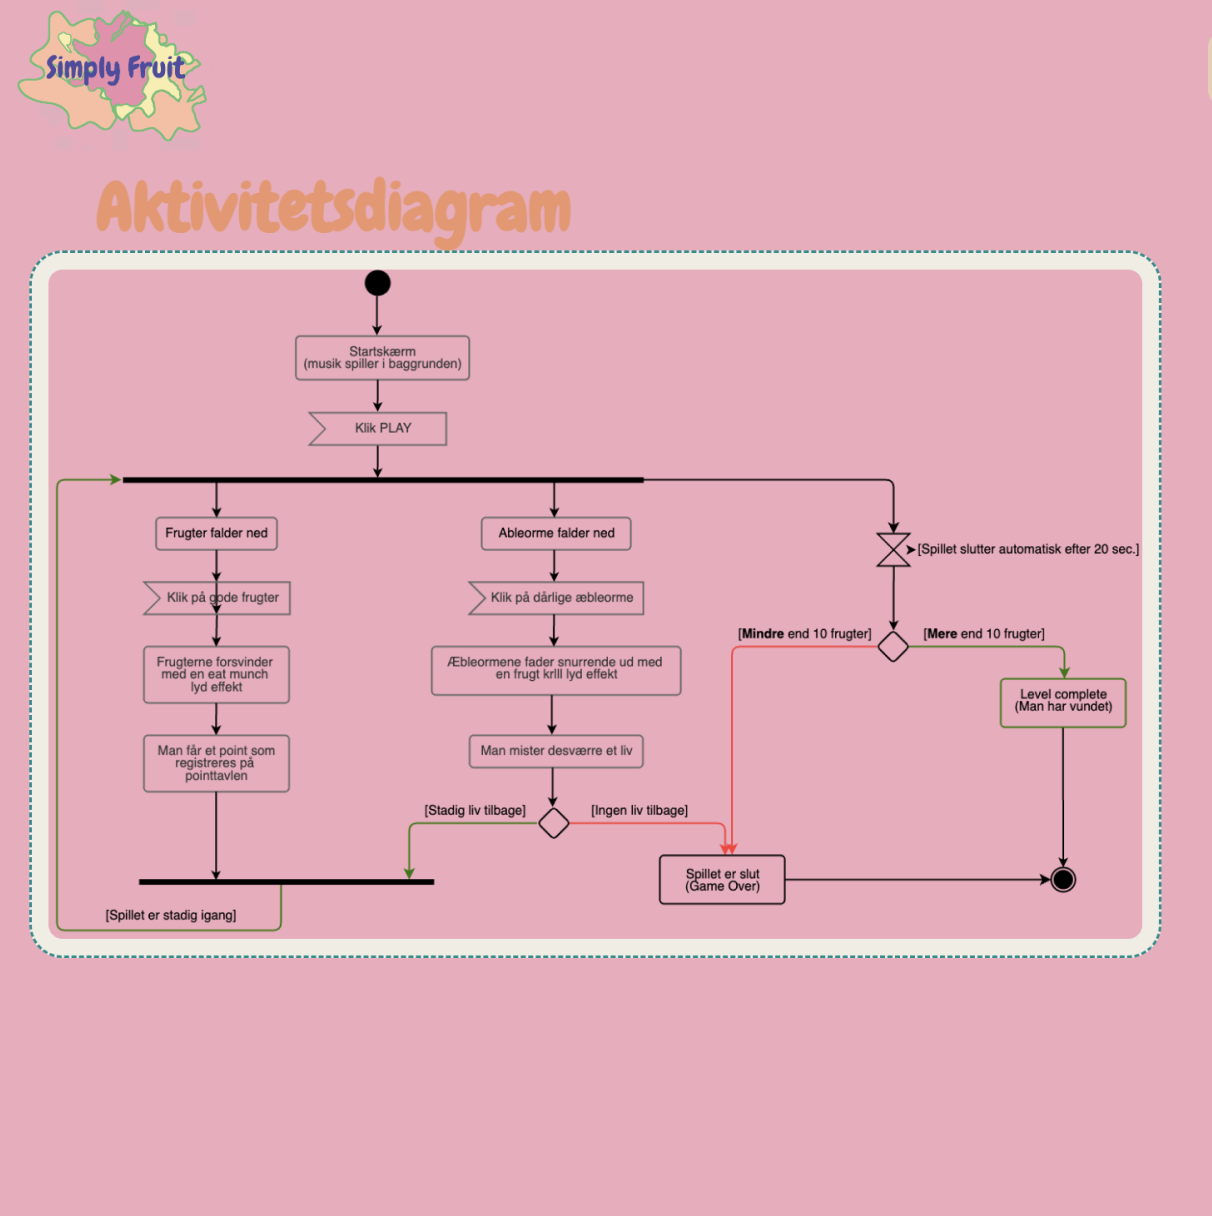 Simply Fruit
Aktivitetsdiagram
Startskærm
(musik spiller i baggrunden)
Klik PLAY
Frugter falder ned
Ableorme falder ned
[Spillet slutter automatisk efter 20 sec.]
Klik på gode frugter
Klik på dårlige æbleorme
[Mindre end 10 frugter]
[Mere end 10 frugter]
Frugterne forsvinder
med en eat munch
lyd effekt
Æbleormene fader snurrende ud med
en frugt krlll lyd effekt
Level complete
(Man har vundet)
Man får et point som
registreres på
pointtavlen
Man mister desværre et liv
[Stadig liv tilbage]
[Ingen liv tilbage]
Spillet er slut
(Game Over)
[Spillet er stadig igang]